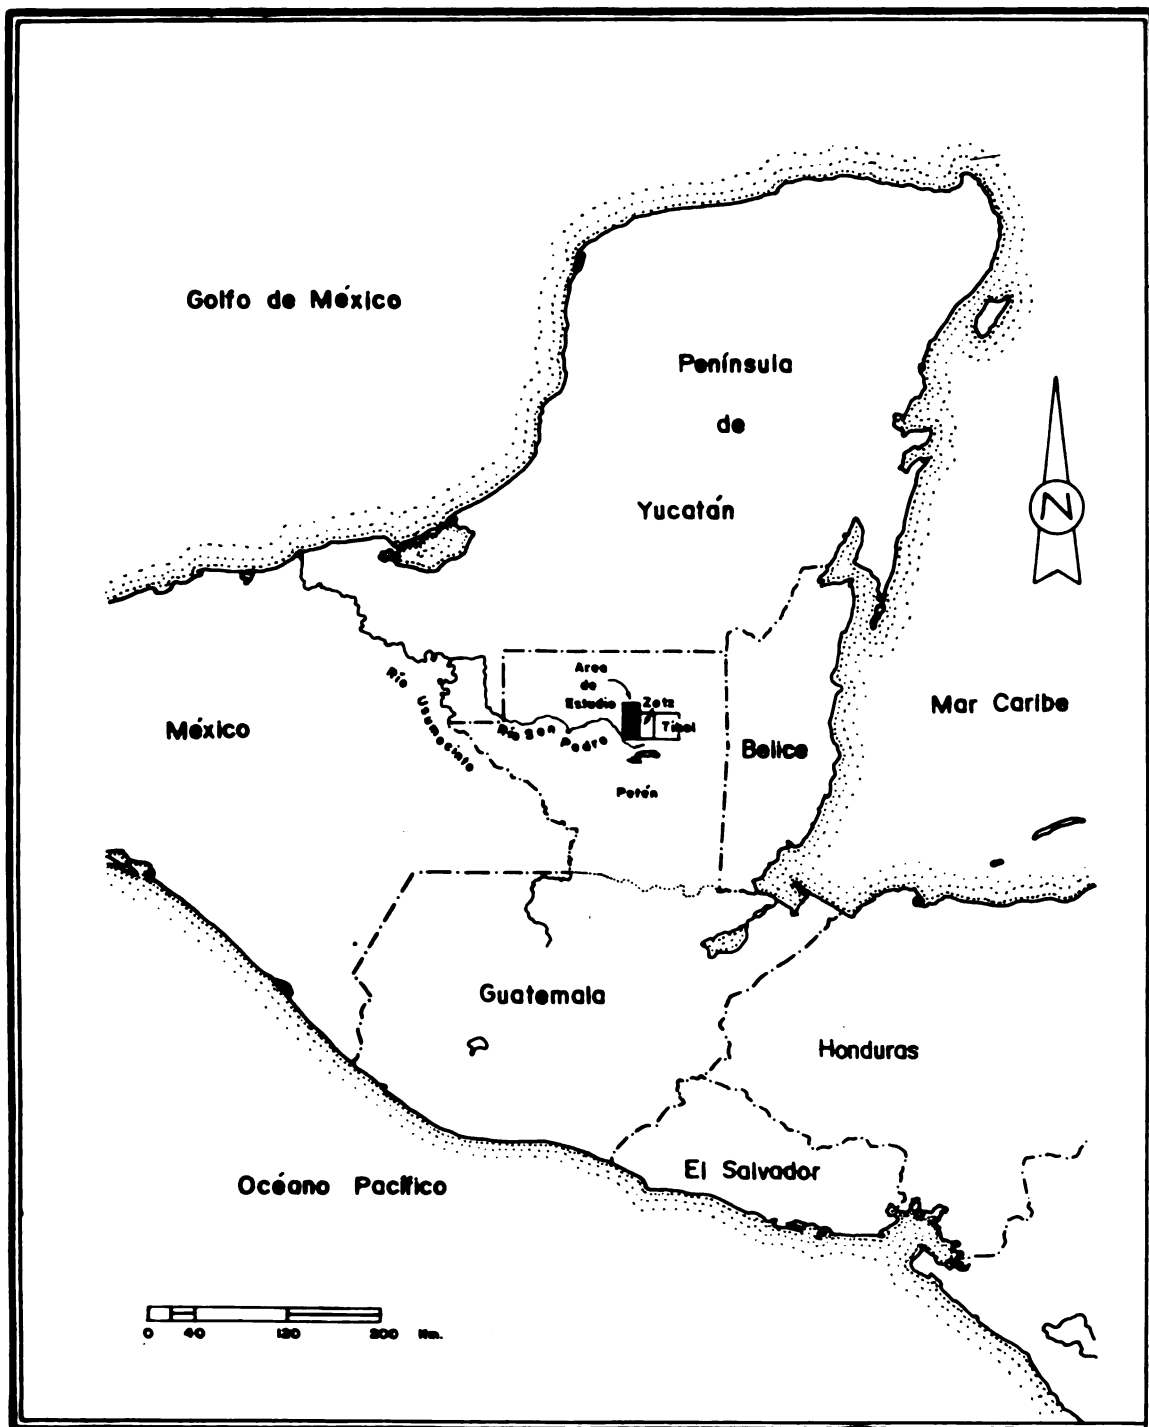 Golfo de México
Península
de
Yucatán
N
Area
de
Estudio
Zotz
Tikal
Río San Pedro
Río Usumacinta
México
Mar Caribe
Belice
Petén
Guatemala
Honduras
El Salvador
Océano Pacífico
0 40 120 200 Km.